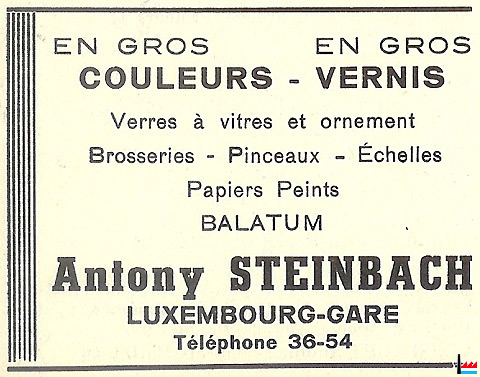 EN GROS EN GROS
COULEURS - VERNIS
Verres à vitres et ornement
Brosseries - Pinceaux - Échelles
Papiers Peints
BALATUM
Antony STEINBACH
LUXEMBOURG-GARE
Téléphone 36-54